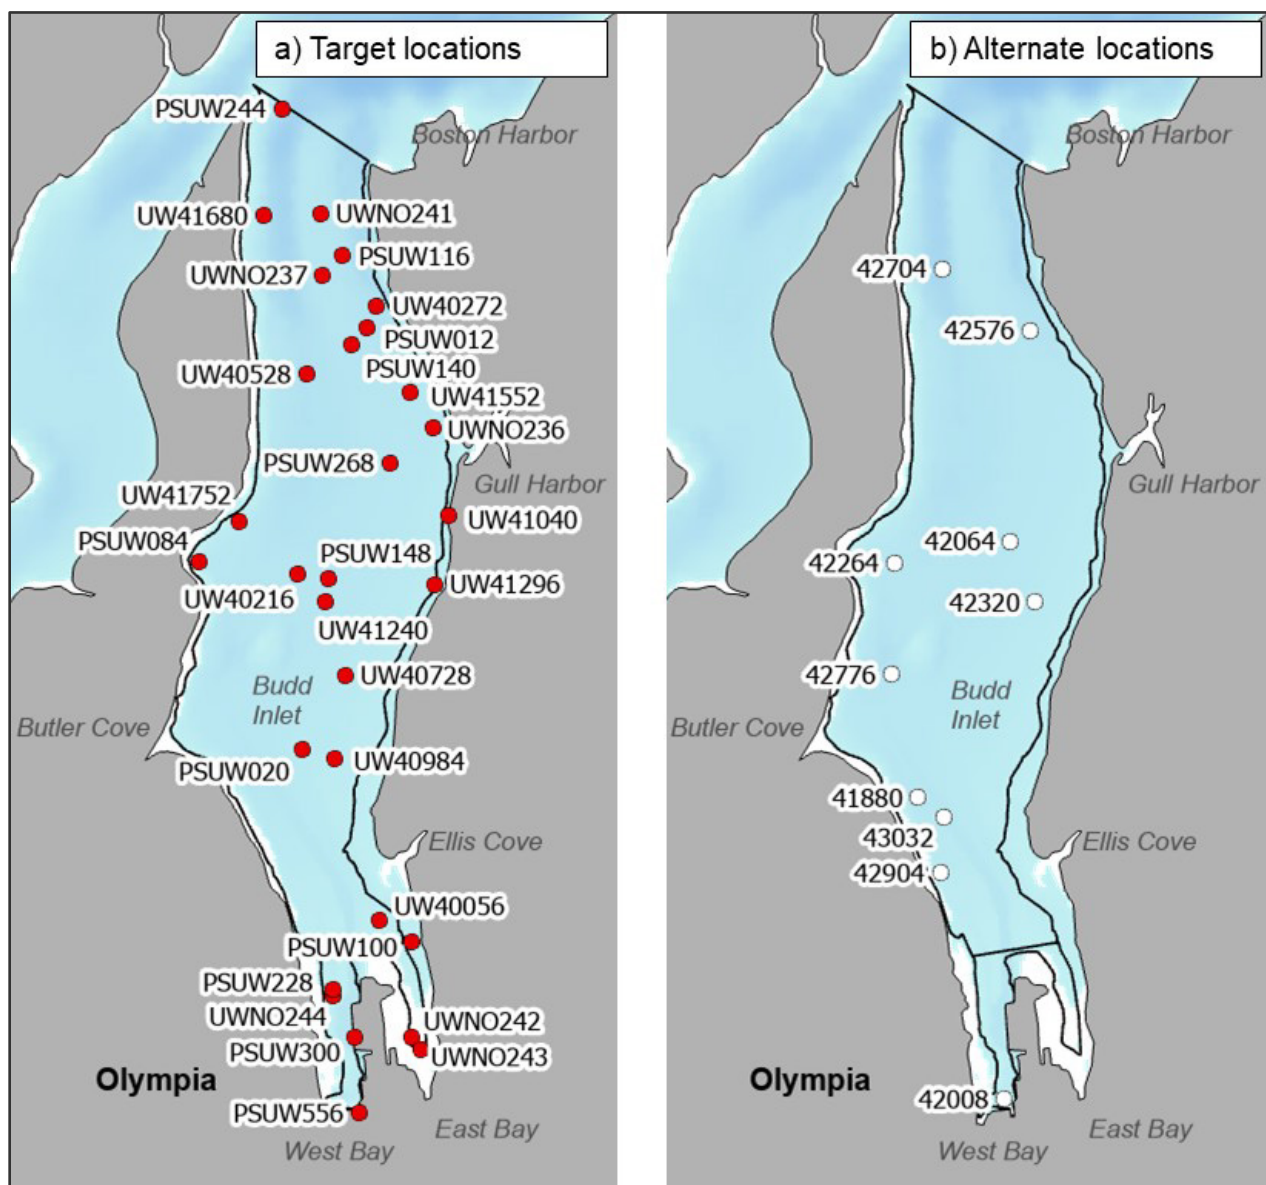 a) Target locations
PSUW244
Boston Harbor
UW41680
UWNO241
PSUW116
UWNO237
UW40272
PSUW012
PSUW140
UW40528
UW41552
UWNO236
PSUW268
Gull Harbor
UW41752
UW41040
PSUW084
PSUW148
UW40216
UW41296
UW41240
UW40728
Budd
Inlet
Butler Cove
PSUW020
UW40984
Ellis Cove
UW40056
PSUW100
PSUW228
UWNO244
UWNO242
PSUW300
UWNO243
Olympia
PSUW556
East Bay
West Bay
b) Alternate locations
Boston Harbor
42704
42576
Gull Harbor
42064
42264
42320
42776
Budd
Inlet
Butler Cove
41880
43032
Ellis Cove
42904
Olympia
42008
East Bay
West Bay